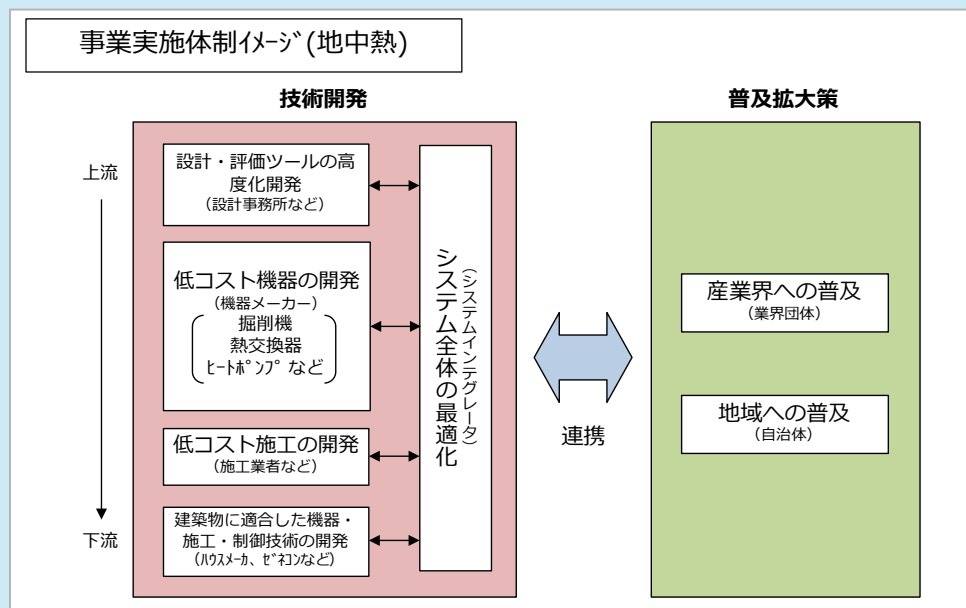 事業実施体制ｲﾒｰｼﾞ(地中熱)
技術開発
普及拡大策
上流
下流
設計・評価ツールの高
度化開発
(設計事務所など)
低コスト機器の開発
(機器メーカー)
掘削機
熱交換器
ﾋｰﾄﾎﾟﾝﾌﾟ など
低コスト施工の開発
(施工業者など)
建築物に適合した機器・
施工・制御技術の開発
(ﾊｳｽﾒｰｶ、ｾﾞﾈｺﾝなど)
(システムインテグレータ)
システム全体の最適化
連携
産業界への普及
(業界団体)
地域への普及
(自治体)